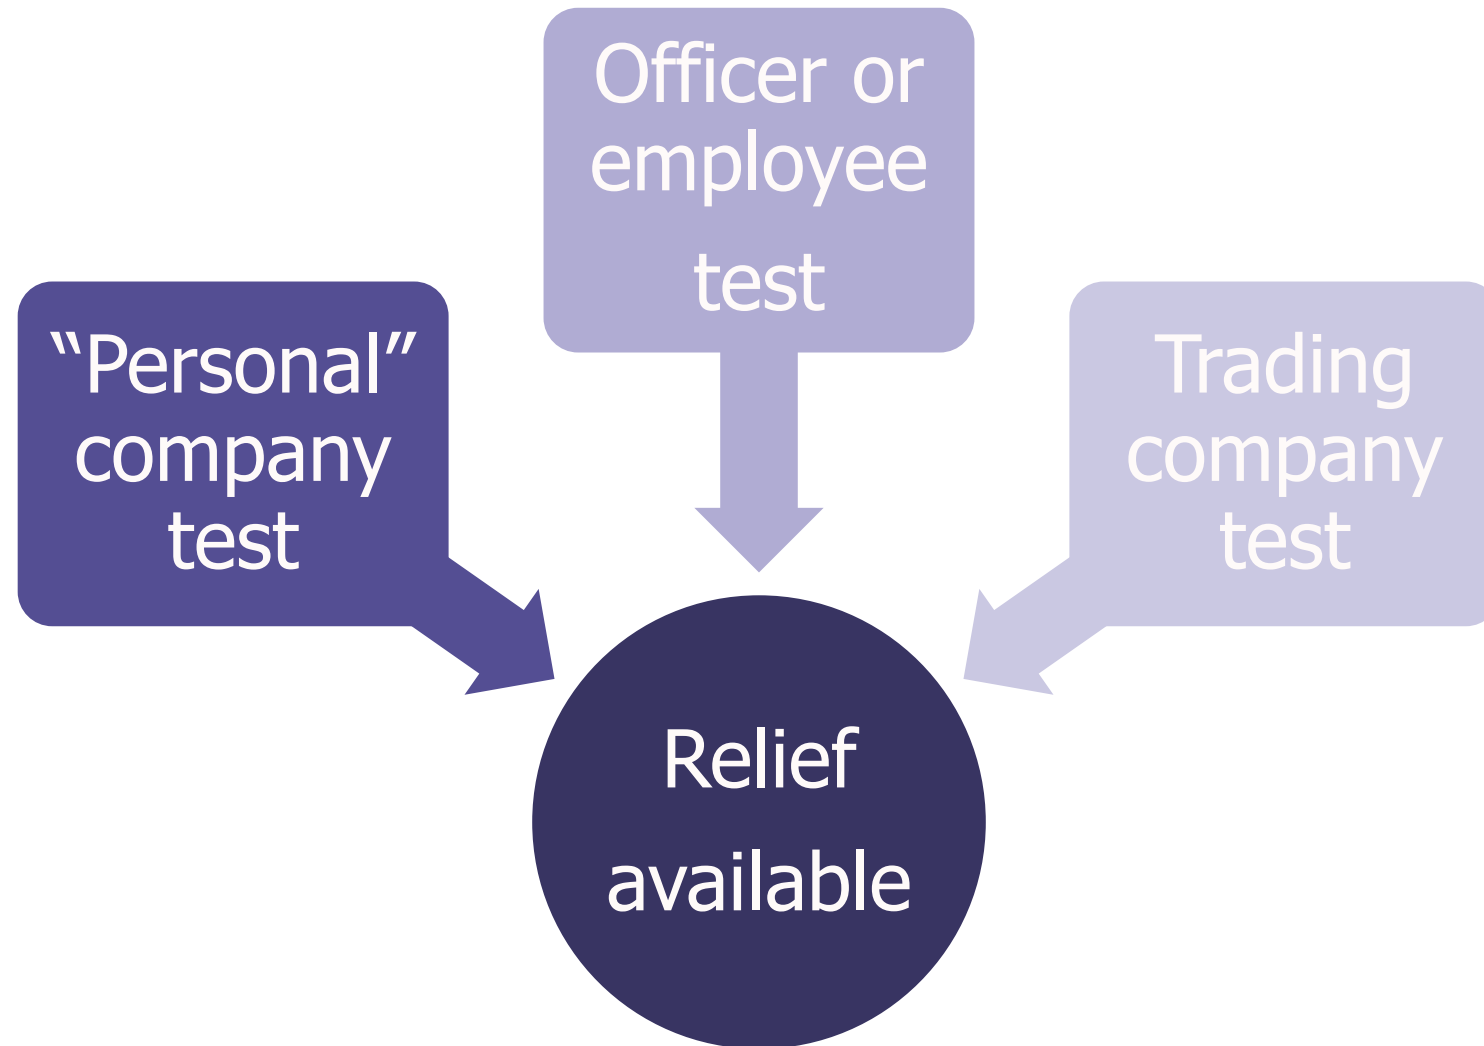 Officer or
employee
test
“Personal”
company
test
Trading
company
test
Relief
available